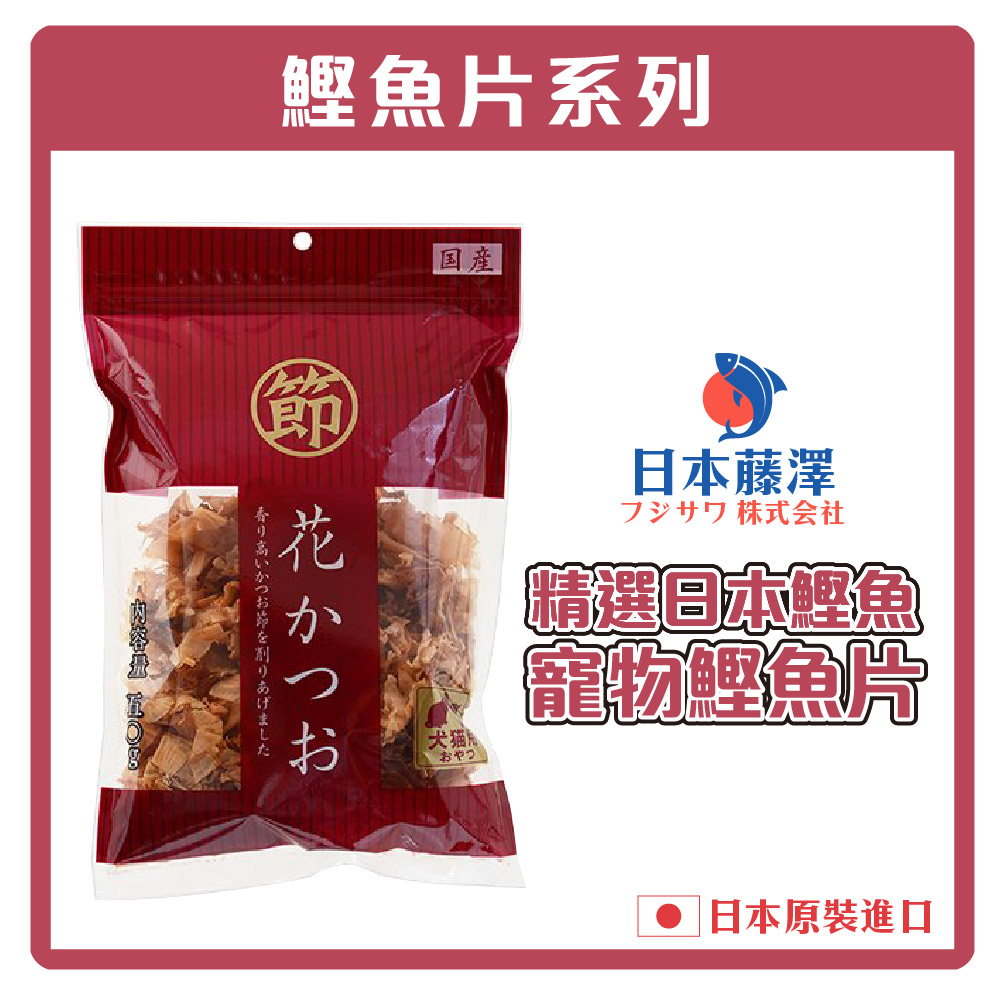 鰹魚片系列
国産
節
花かつお
香り高いかつお節を削りあげました
内容量 五〇g
犬猫用
おやつ
日本藤澤
フジサワ 株式会社
精選日本鰹魚
寵物鰹魚片
日本原裝進口